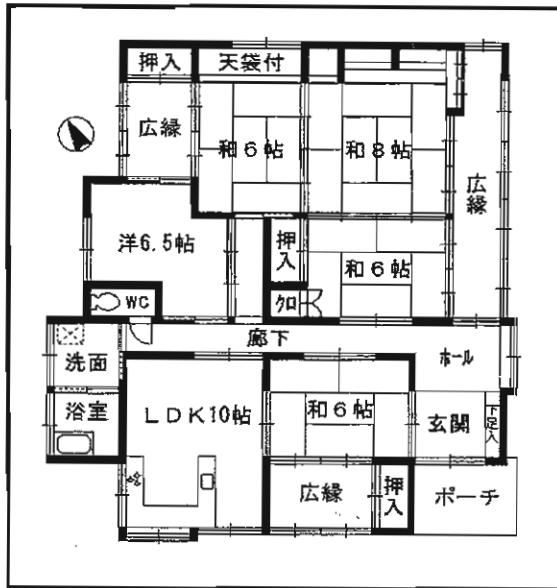 押入
天袋付
広縁
和6帖
和8帖
広縁
洋6.5帖
押入
和6帖
WC
クロ
廊下
ホール
洗面
浴室
LDK10帖
和6帖
玄関
下足入
広縁
押入
ポーチ